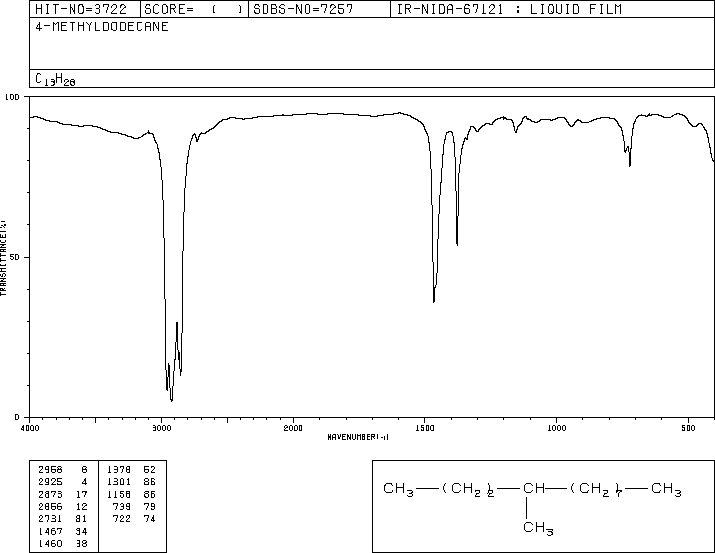 HIT-NO=3722 SCORE= ( ) SDBS-NO=7257 IR-NIDA-67121 : LIQUID FILM
4-METHYLDODECANE
C13H28
100
50
0
TRANSMITTANCE(%)
4000 3000 2000 1500 1000 500
WAVENUMBER(-1)
2958 8 1378 52
2925 4 1301 86
2873 17 1158 86
2856 12 739 79
2731 81 722 74
1467 34
1460 38
CH3—(CH2)2—CH—(CH2)7—CH3
CH3